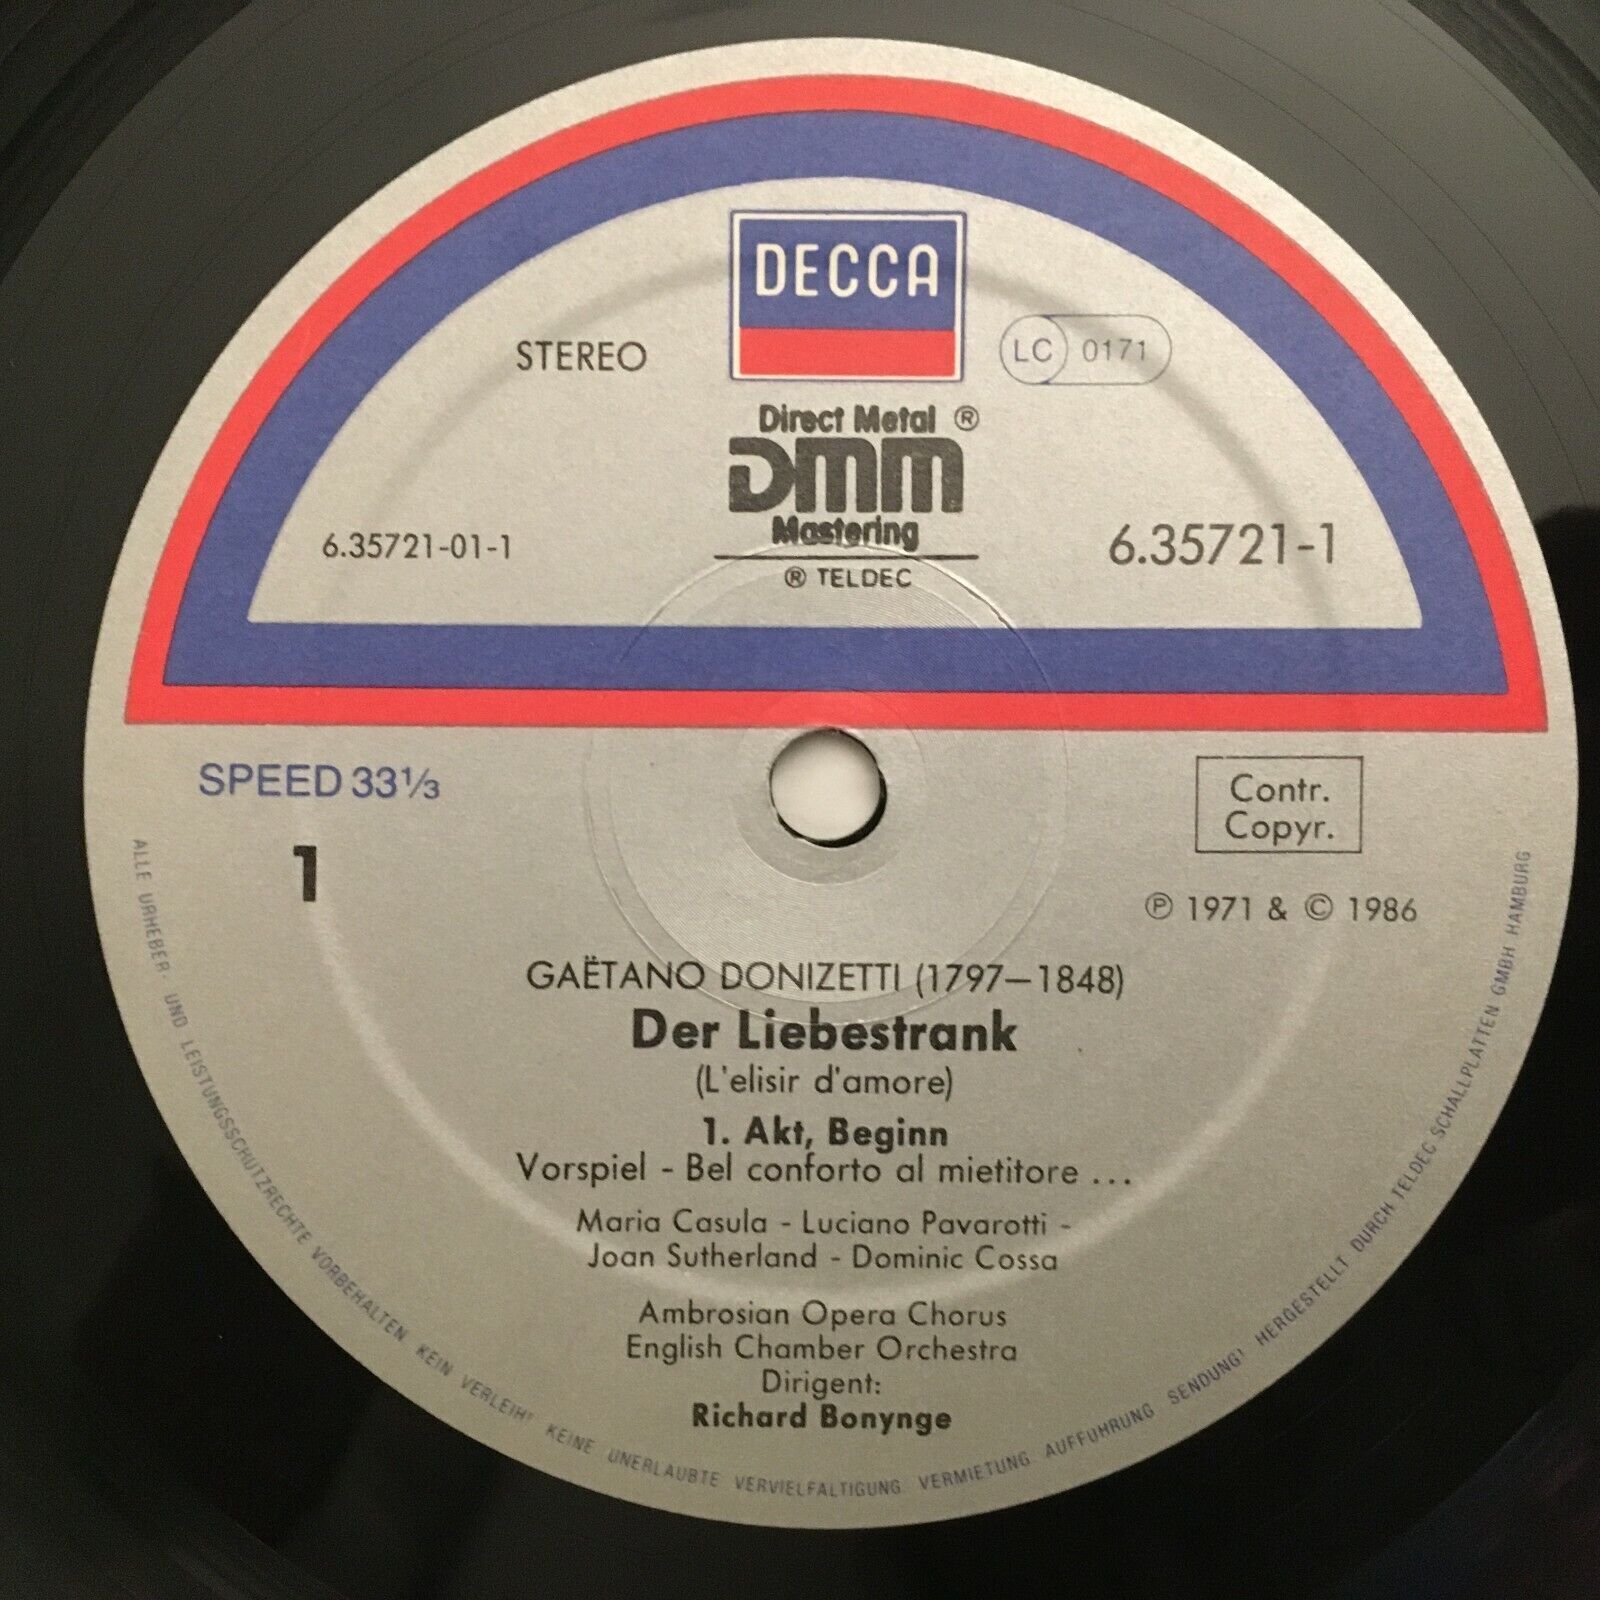 DECCA
STEREO
LC 0171
Direct Metal ®
DMM
Mastering
® TELDEC
6.35721-01-1
6.35721-1
SPEED 33⅓
Contr.
Copyr.
1
℗ 1971 & © 1986
GAËTANO DONIZETTI (1797–1848)
Der Liebestrank
(L'elisir d'amore)
1. Akt, Beginn
Vorspiel - Bel conforto al mietitore ...
Maria Casula - Luciano Pavarotti -
Joan Sutherland - Dominic Cossa
Ambrosian Opera Chorus
English Chamber Orchestra
Dirigent:
Richard Bonynge
ALLE URHEBER- UND LEISTUNGSSCHUTZRECHTE VORBEHALTEN KEIN VERLEIH! KEINE UNERLAUBTE VERVIELFALTIGUNG VERMIETUNG AUFFUHRUNG SENDUNG! HERGESTELLT DURCH TELDEC SCHALLPLATTEN GMBH HAMBURG